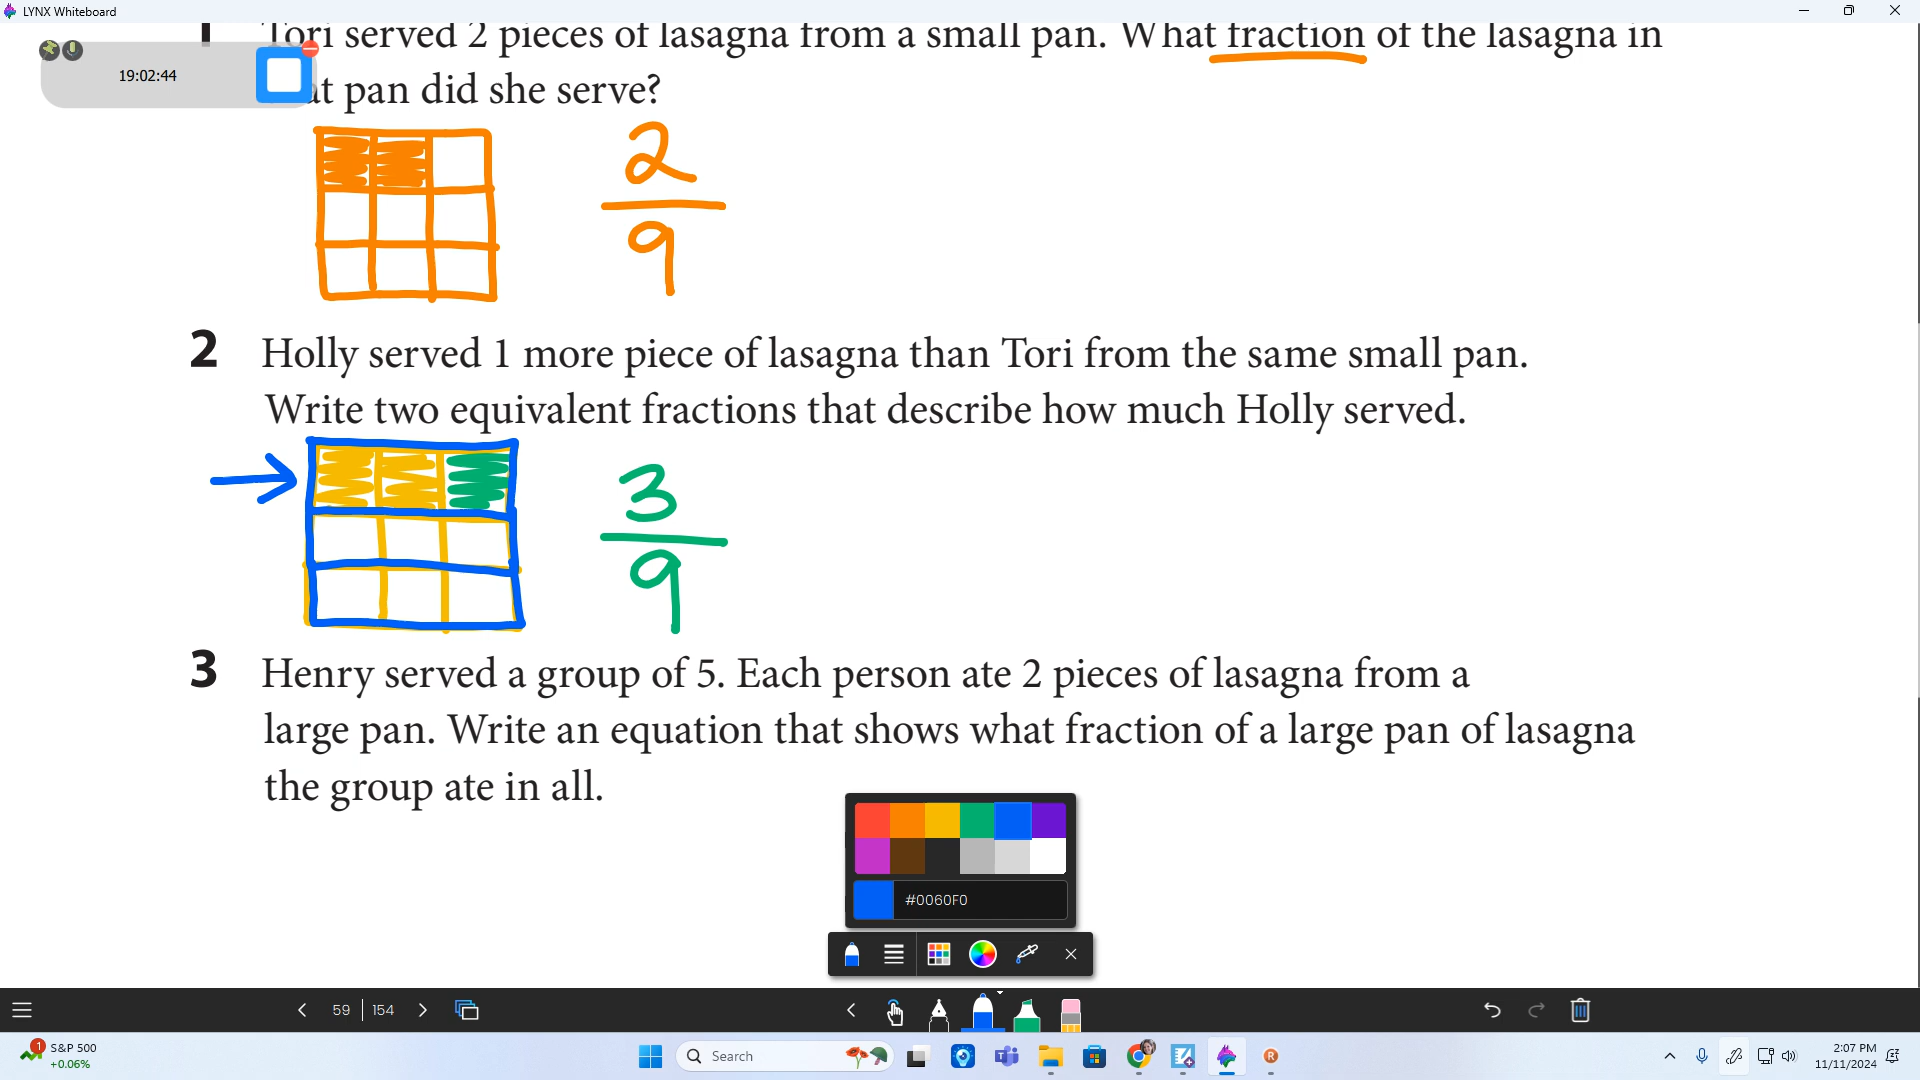 LYNX Whiteboard
1 Tori served 2 pieces of lasagna from a small pan. What fraction of the lasagna in
19:02:44
pan did she serve?
2
9
2 Holly served 1 more piece of lasagna than Tori from the same small pan.
Write two equivalent fractions that describe how much Holly served.
3
9
3 Henry served a group of 5. Each person ate 2 pieces of lasagna from a
large pan. Write an equation that shows what fraction of a large pan of lasagna
the group ate in all.
#0060F0
59 154
1
S&P 500
+0.06%
Search
2:07 PM
11/11/2024